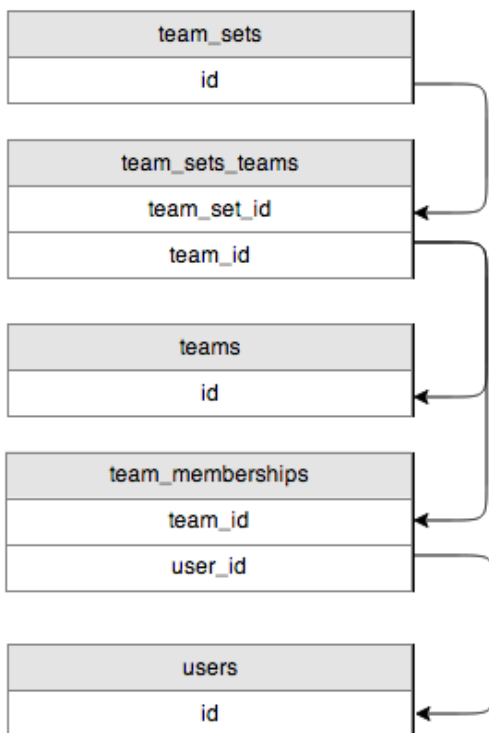 team_sets
id
team_sets_teams
team_set_id
team_id
teams
id
team_memberships
team_id
user_id
users
id